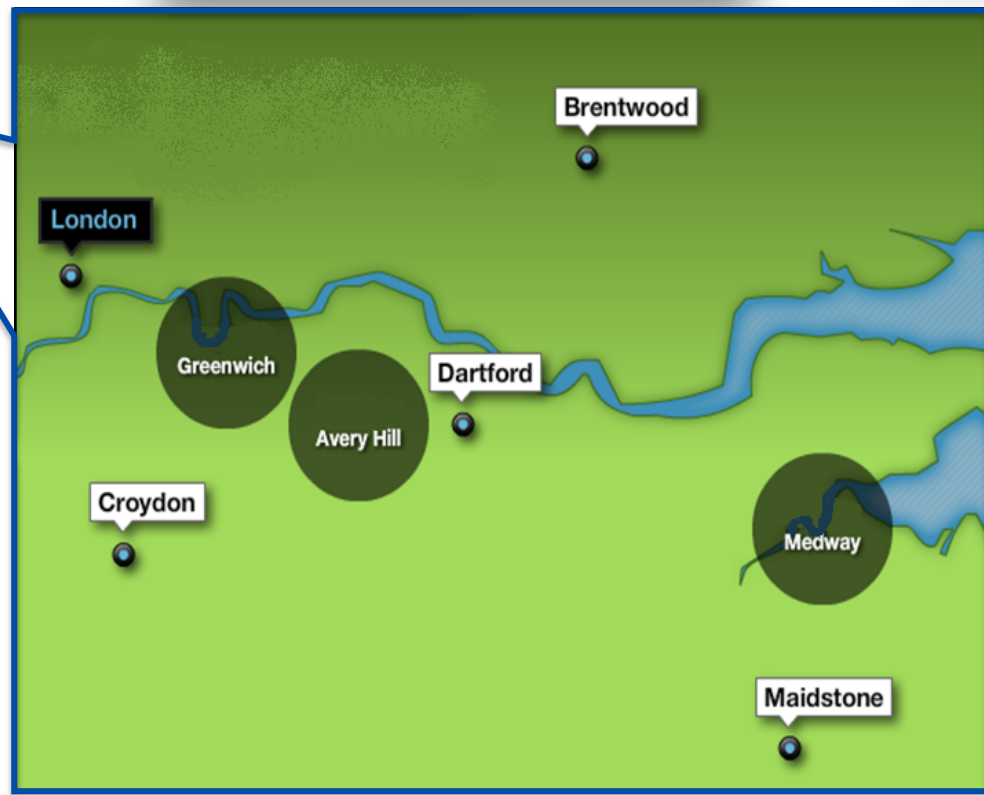 Brentwood
London
Greenwich
Dartford
Avery Hill
Croydon
Medway
Maidstone